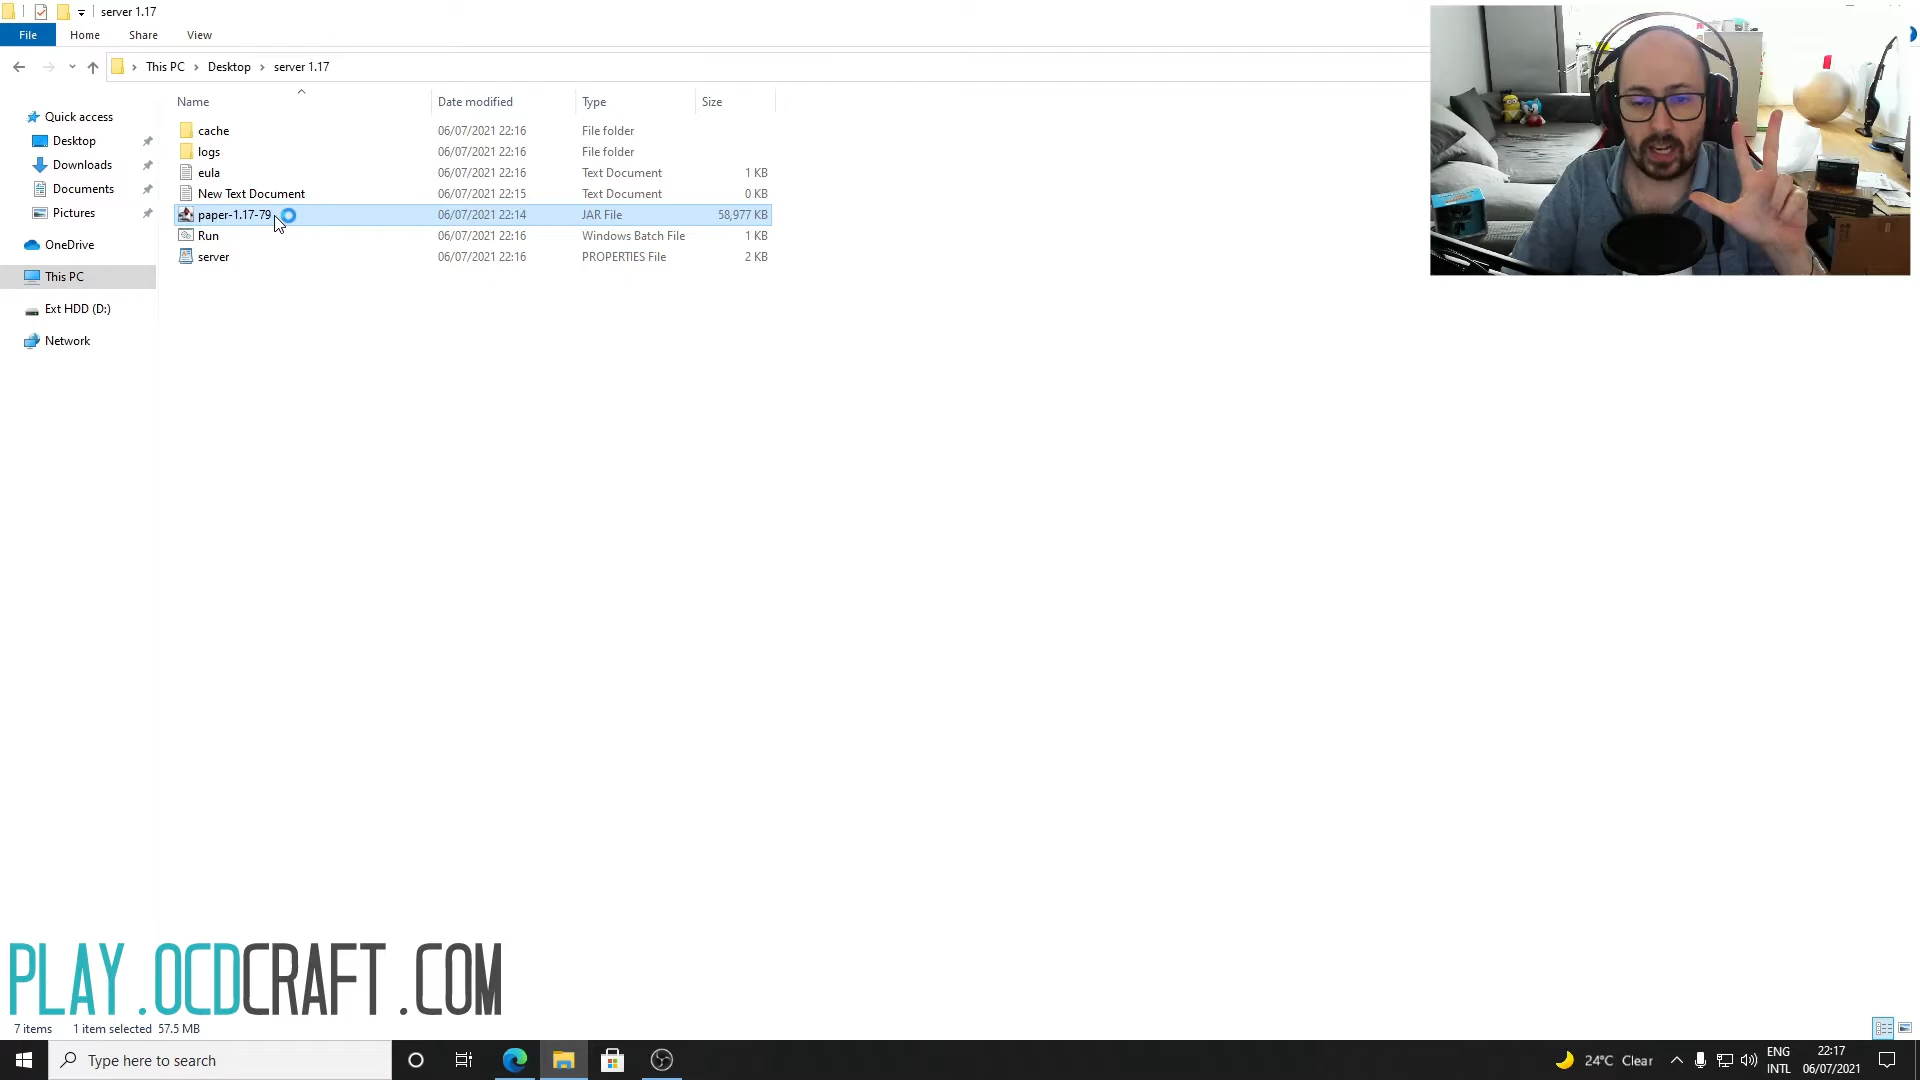 server 1.17
File Home Share View
This PC Desktop server 1.17
Name Date modified Type Size
Quick access
Desktop
Downloads
Documents
Pictures
OneDrive
This PC
Ext HDD (D:)
Network
cache 06/07/2021 22:16 File folder
logs 06/07/2021 22:16 File folder
eula 06/07/2021 22:16 Text Document 1 KB
New Text Document 06/07/2021 22:15 Text Document 0 KB
paper-1.17-79 06/07/2021 22:14 JAR File 58,977 KB
Run 06/07/2021 22:16 Windows Batch File 1 KB
server 06/07/2021 22:16 PROPERTIES File 2 KB
PLAY.OCDCRAFT.COM
7 items 1 item selected 57.5 MB
Type here to search
24°C Clear
ENG
INTL
22:17
06/07/2021